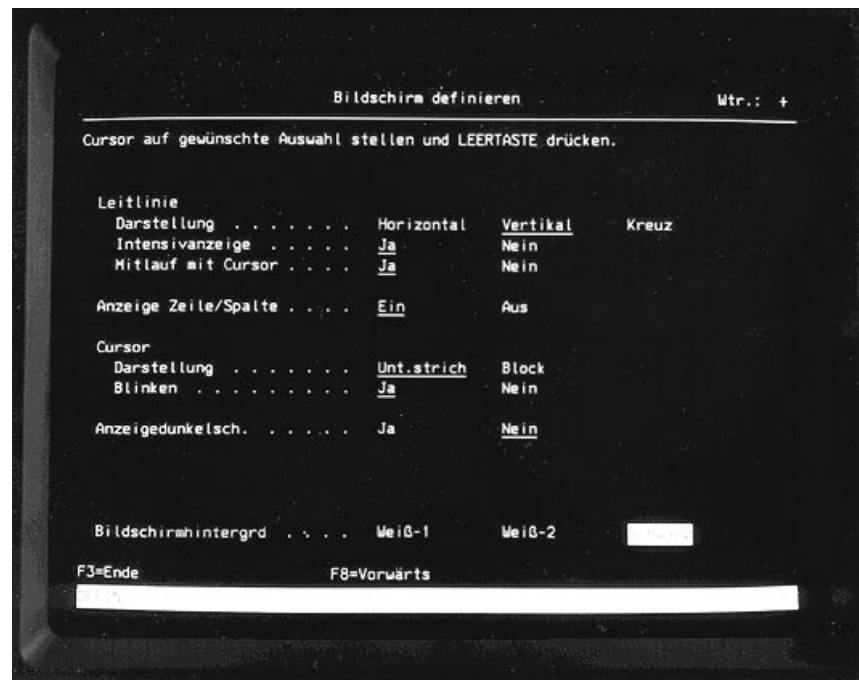 Bildschirm definieren Wtr.: +
Cursor auf gewünschte Auswahl stellen und LEERTASTE drücken.
Leitlinie
Darstellung . . . . . . . Horizontal Vertikal Kreuz
Intensivanzeige . . . . . Ja Nein
Mitlauf mit Cursor . . . . Ja Nein
Anzeige Zeile/Spalte . . . . Ein Aus
Cursor
Darstellung . . . . . . . Unt.strich Block
Blinken . . . . . . . . . Ja Nein
Anzeigedunkelsch. . . . . . Ja Nein
Bildschirmhintergrd . . . . Weiß-1 Weiß-2
F3=Ende F8=Vorwärts